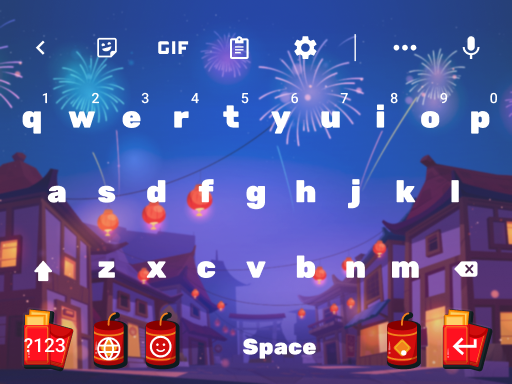 GIF
1 2 3 4 5 6 7 8 9 0
q w e r t y u i o p
a s d f g h j k l
z x c v b n m
?123 Space